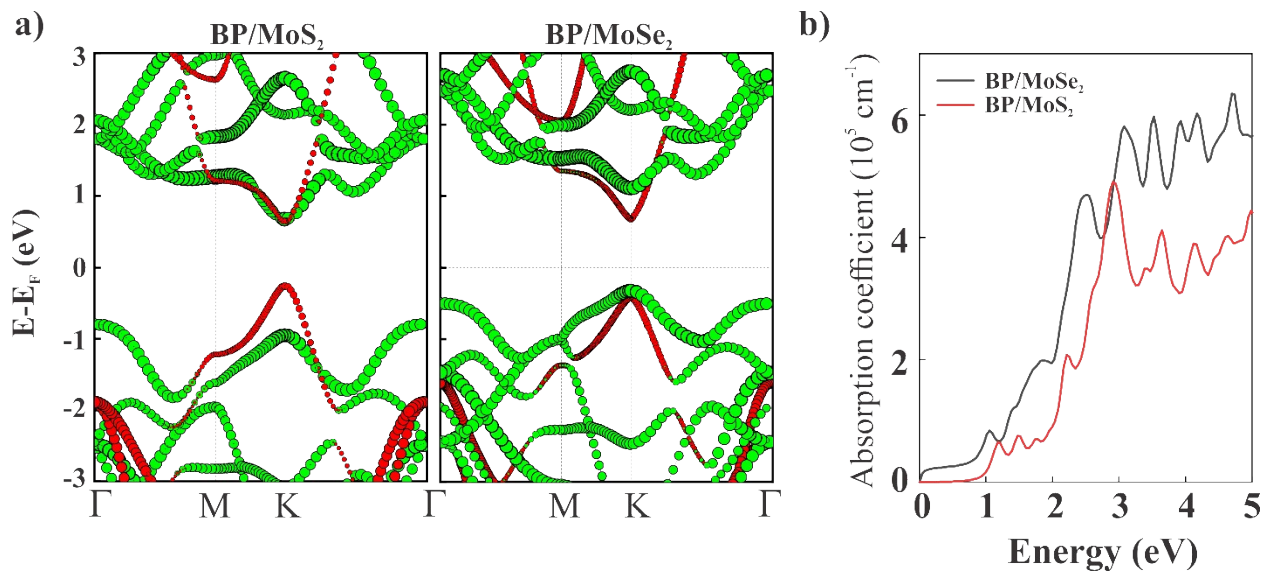 a)
BP/MoS₂
BP/MoSe₂
b)
3
2
1
0
-1
-2
-3
E-E_F (eV)
Γ M K Γ
M K Γ
BP/MoSe₂
BP/MoS₂
6
4
2
0
Absorption coefficient (10⁵ cm⁻¹)
0 1 2 3 4 5
Energy (eV)